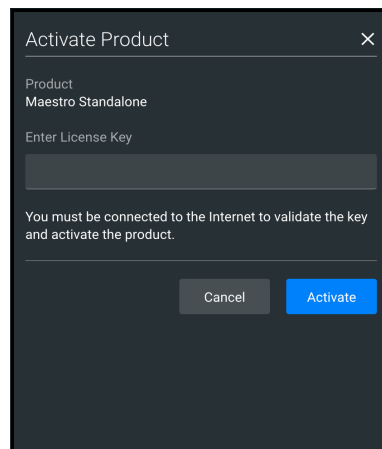 Activate Product
Product
Maestro Standalone
Enter License Key
You must be connected to the Internet to validate the key
and activate the product.
Cancel
Activate